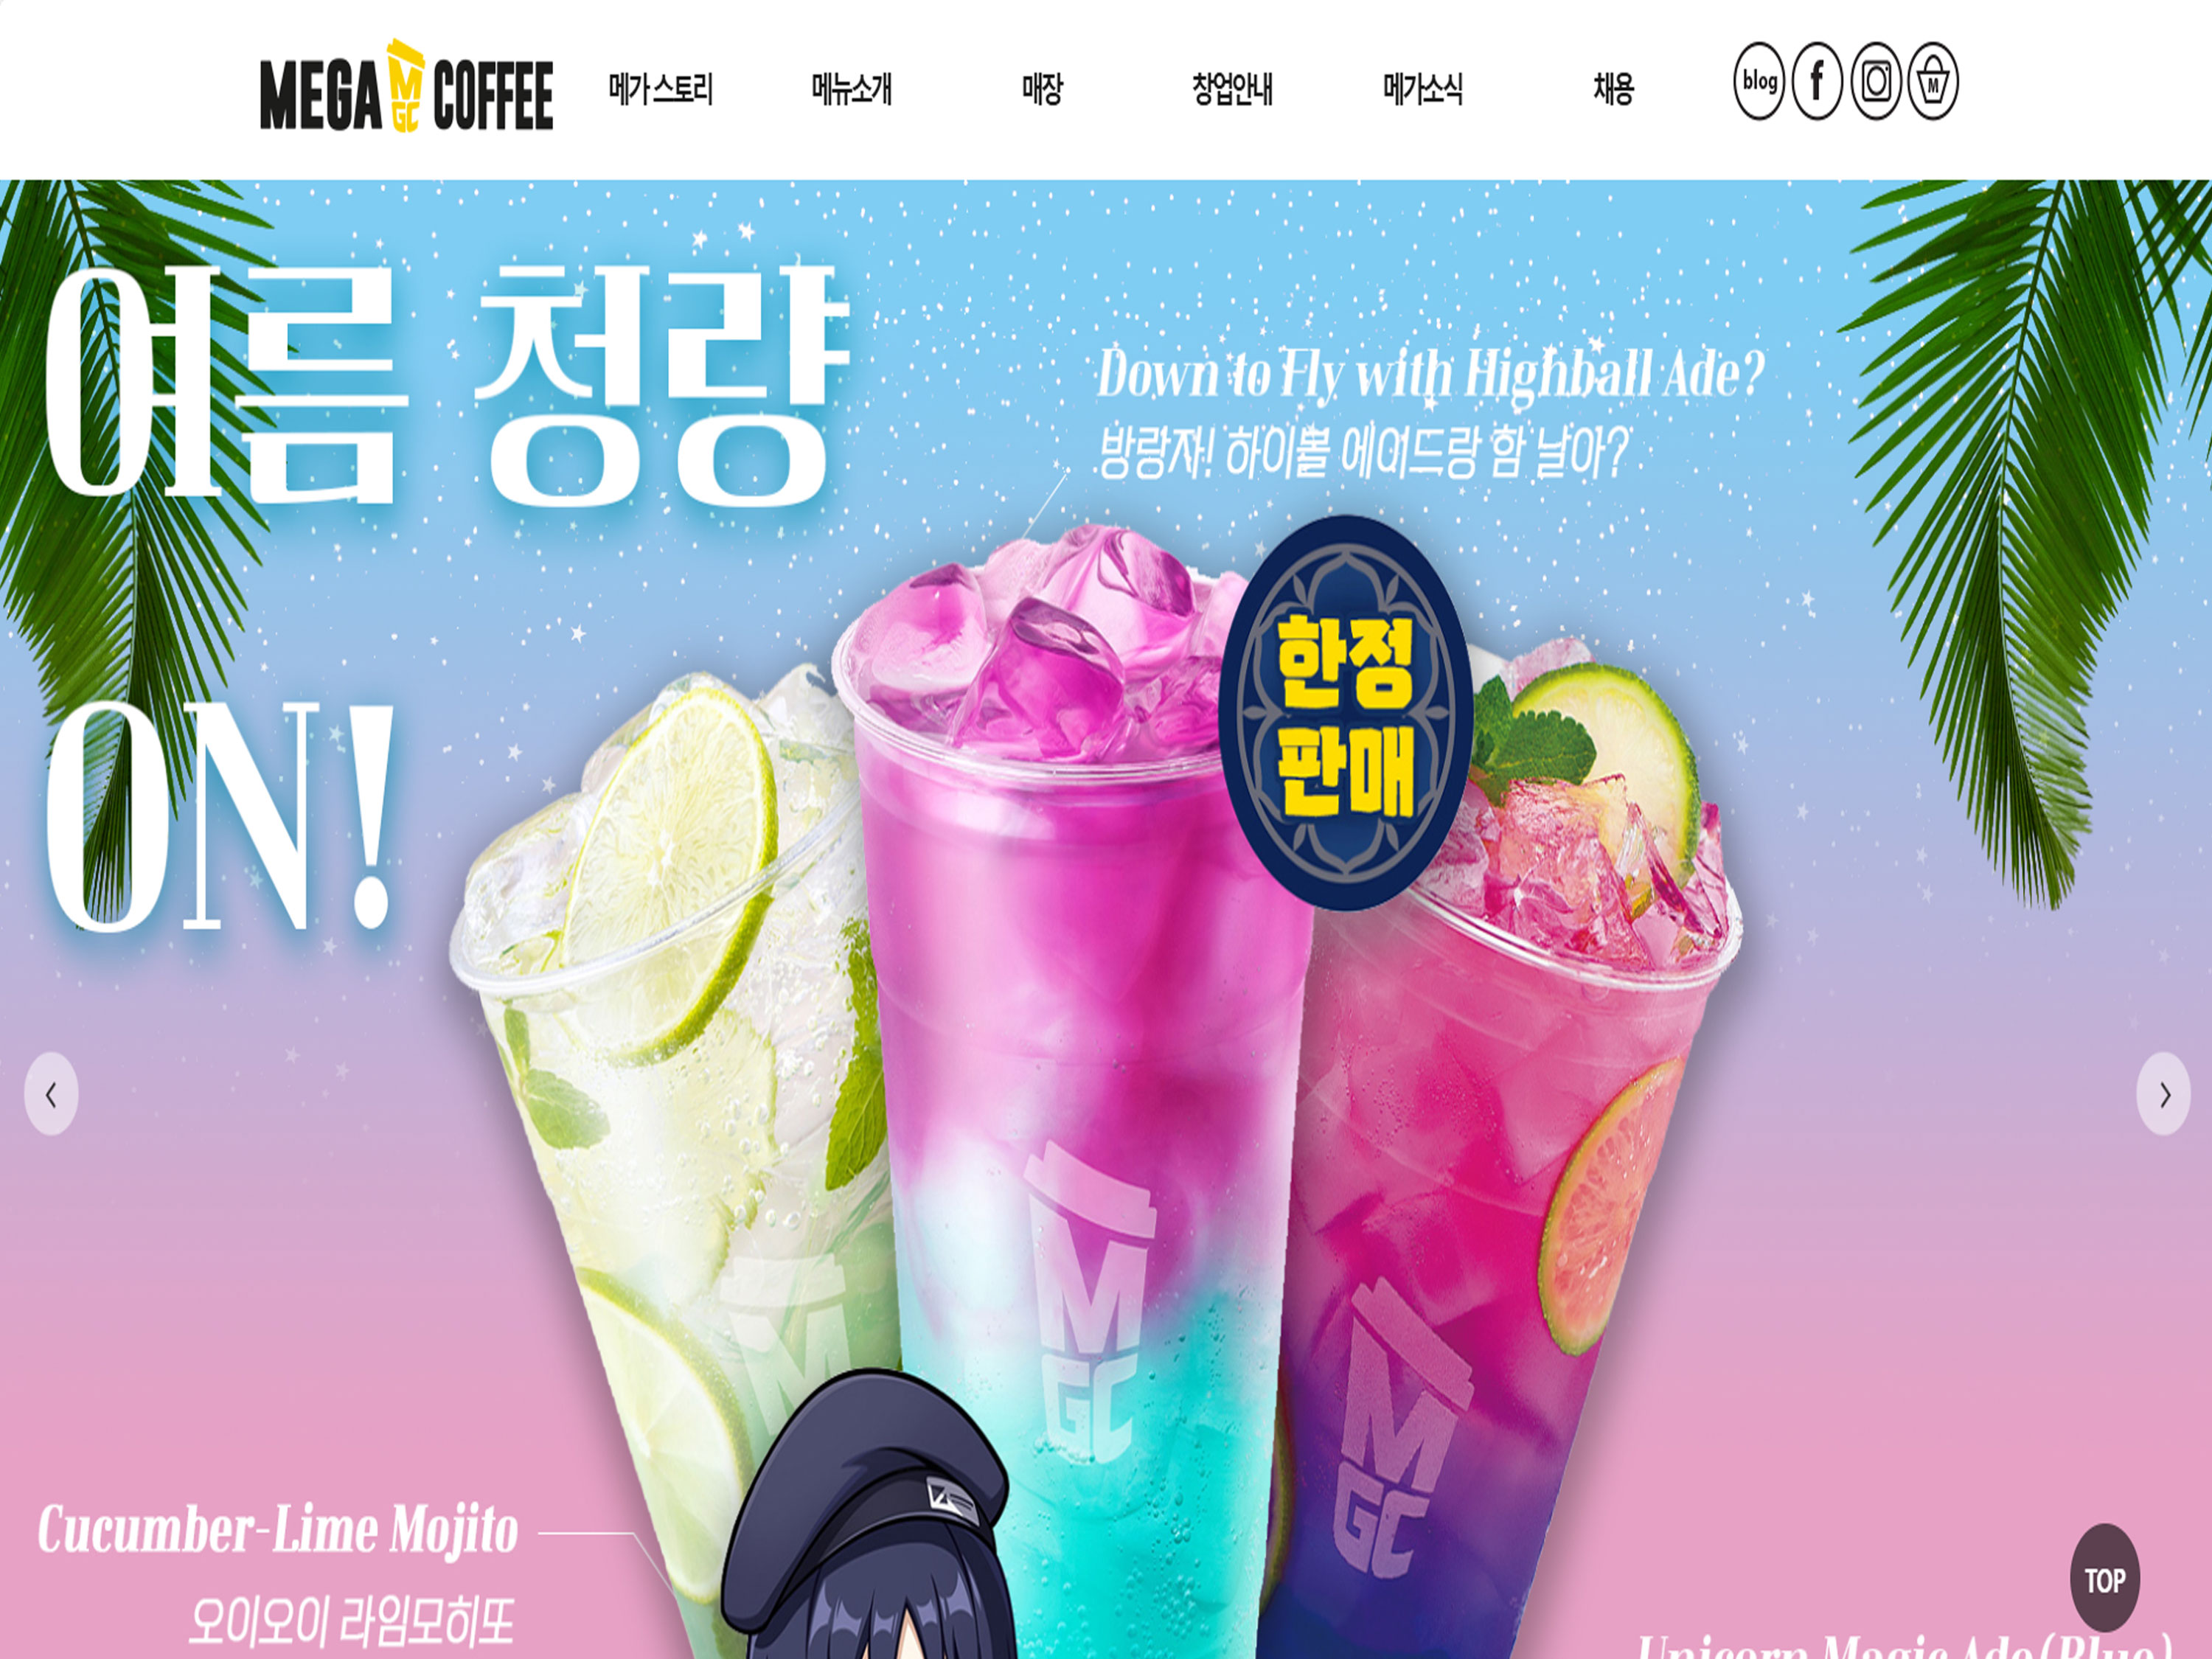 MEGA MGC COFFEE
메가 스토리 메뉴소개 매장 창업안내 메가소식 채용 blog f M
여름 청량
ON!
Down to Fly with Highball Ade?
방랑자! 하이볼 에이드랑 함 날아?
한정
판매
M
GC
M
GC
M
Cucumber-Lime Mojito
오이오이 라임모히또
TOP
Unicorn Magic Ade(Blue)